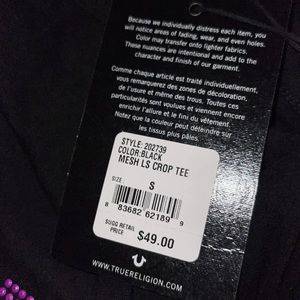 Because we individually distress each item, you
will notice areas of fading, wear, and even holes.
Color may transfer onto lighter fabrics.
These nuances are intentional and add to the
character and finish of our garment.
Comme chaque article est traité individuellement,
vous remarquerez des zones de décoloration,
de l'usure et même des trous. Toutes ces
particularités sont voulues et viennent encore
enjoliver l'allure et le fini du vêtement.
Notez que la couleur peut déteindre sur
les tissus plus pâles.
STYLE: 202739
COLOR:BLACK
MESH LS CROP TEE
SIZE
S
8 83682 62189 9
SUGG RETAIL
PRICE
$49.00
WWW.TRUERELIGION.COM